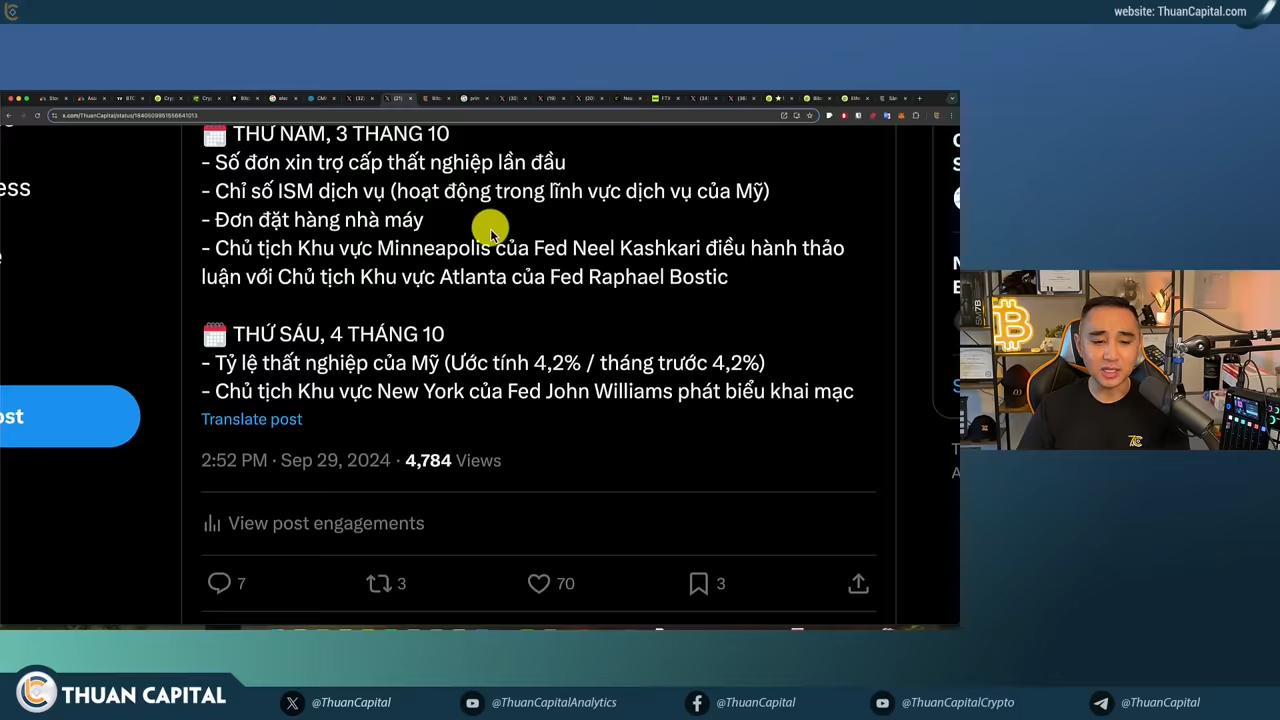 website: ThuanCapital.com
x.com/ThuanCapital/status/1840509951556641013
THỨ NĂM, 3 THÁNG 10
- Số đơn xin trợ cấp thất nghiệp lần đầu
- Chỉ số ISM dịch vụ (hoạt động trong lĩnh vực dịch vụ của Mỹ)
- Đơn đặt hàng nhà máy
- Chủ tịch Khu vực Minneapolis của Fed Neel Kashkari điều hành thảo
luận với Chủ tịch Khu vực Atlanta của Fed Raphael Bostic
THỨ SÁU, 4 THÁNG 10
- Tỷ lệ thất nghiệp của Mỹ (Ước tính 4,2% / tháng trước 4,2%)
- Chủ tịch Khu vực New York của Fed John Williams phát biểu khai mạc
Translate post
2:52 PM · Sep 29, 2024 · 4,784 Views
View post engagements
7 3 70 3
ess
ost
SM7B
THUAN CAPITAL
@ThuanCapital
@ThuanCapitalAnalytics
@ThuanCapital
@ThuanCapitalCrypto
@ThuanCapital